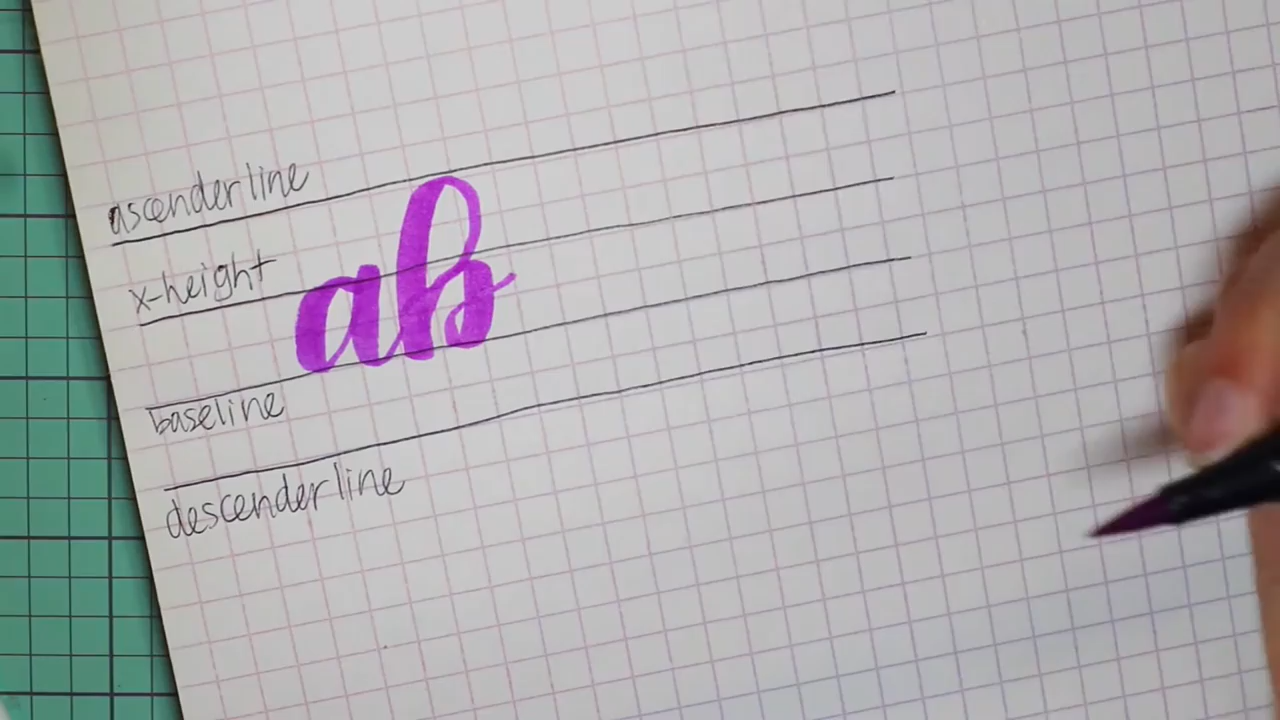 ascender line
x-height
ab
baseline
descender line